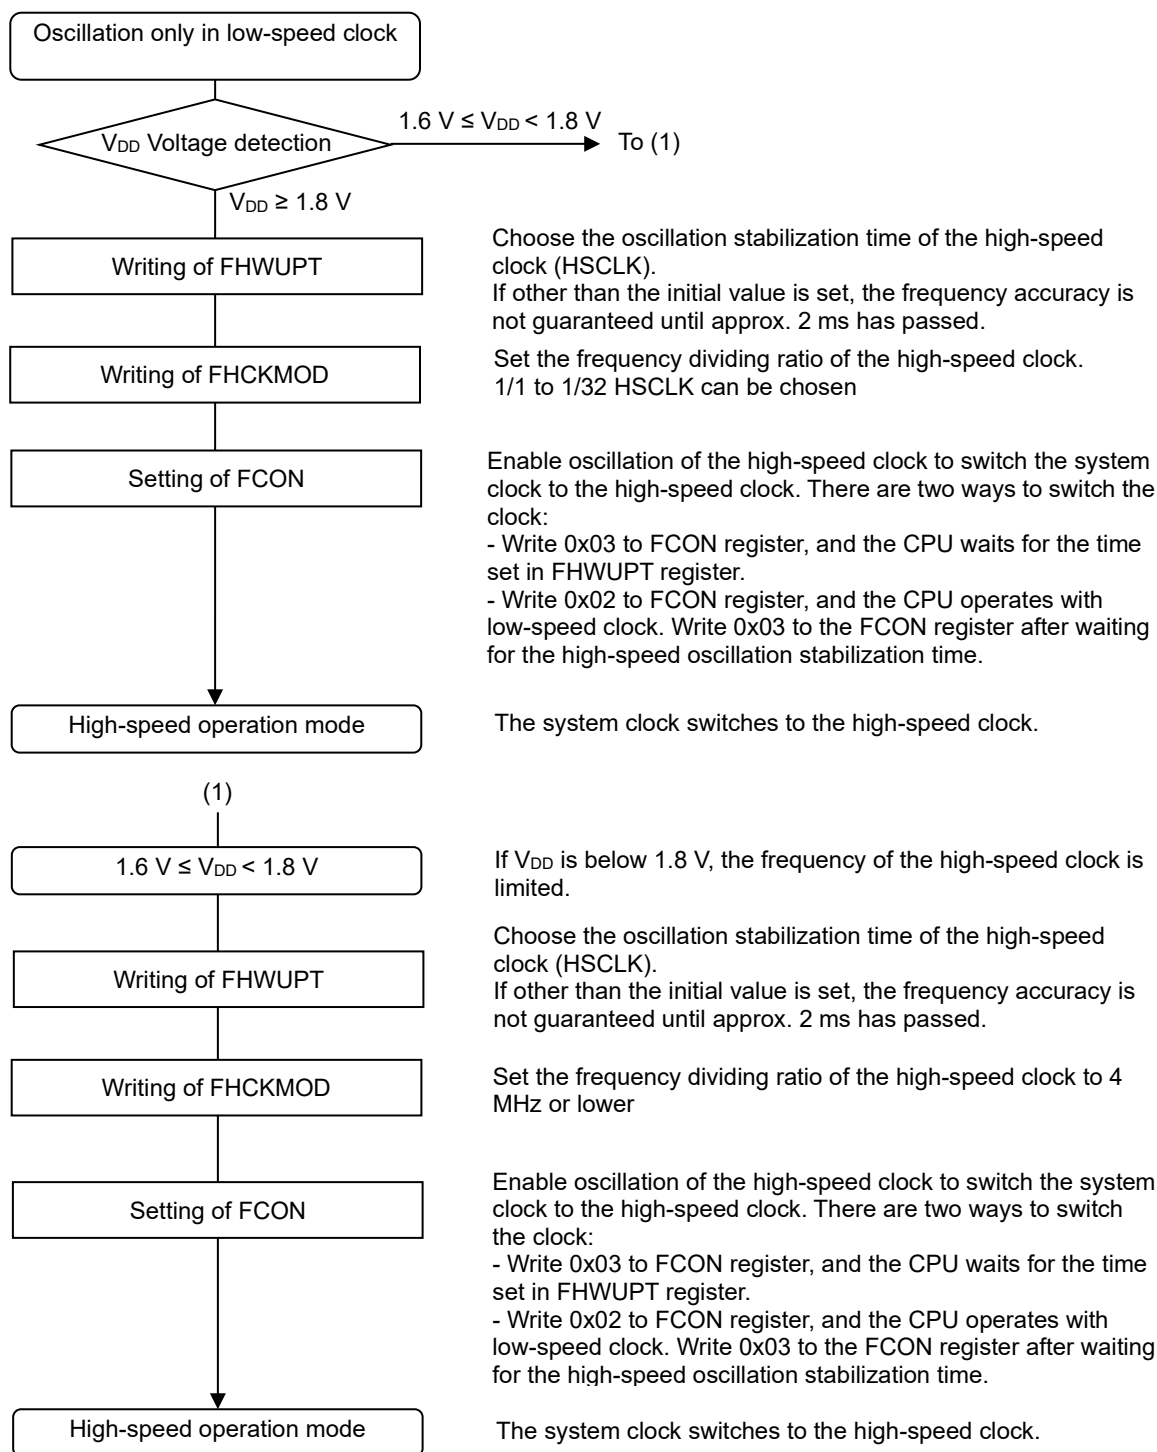 Oscillation only in low-speed clock
1.6 V ≤ VDD < 1.8 V
VDD Voltage detection
To (1)
VDD ≥ 1.8 V
Writing of FHWUPT
Choose the oscillation stabilization time of the high-speed
clock (HSCLK).
If other than the initial value is set, the frequency accuracy is
not guaranteed until approx. 2 ms has passed.
Writing of FHCKMOD
Set the frequency dividing ratio of the high-speed clock.
1/1 to 1/32 HSCLK can be chosen
Setting of FCON
Enable oscillation of the high-speed clock to switch the system
clock to the high-speed clock. There are two ways to switch the
clock:
- Write 0x03 to FCON register, and the CPU waits for the time
set in FHWUPT register.
- Write 0x02 to FCON register, and the CPU operates with
low-speed clock. Write 0x03 to the FCON register after waiting
for the high-speed oscillation stabilization time.
High-speed operation mode
The system clock switches to the high-speed clock.
(1)
1.6 V ≤ VDD < 1.8 V
If VDD is below 1.8 V, the frequency of the high-speed clock is
limited.
Writing of FHWUPT
Choose the oscillation stabilization time of the high-speed
clock (HSCLK).
If other than the initial value is set, the frequency accuracy is
not guaranteed until approx. 2 ms has passed.
Writing of FHCKMOD
Set the frequency dividing ratio of the high-speed clock to 4
MHz or lower
Setting of FCON
Enable oscillation of the high-speed clock to switch the system
clock to the high-speed clock. There are two ways to switch
the clock:
- Write 0x03 to FCON register, and the CPU waits for the time
set in FHWUPT register.
- Write 0x02 to FCON register, and the CPU operates with
low-speed clock. Write 0x03 to the FCON register after waiting
for the high-speed oscillation stabilization time.
High-speed operation mode
The system clock switches to the high-speed clock.